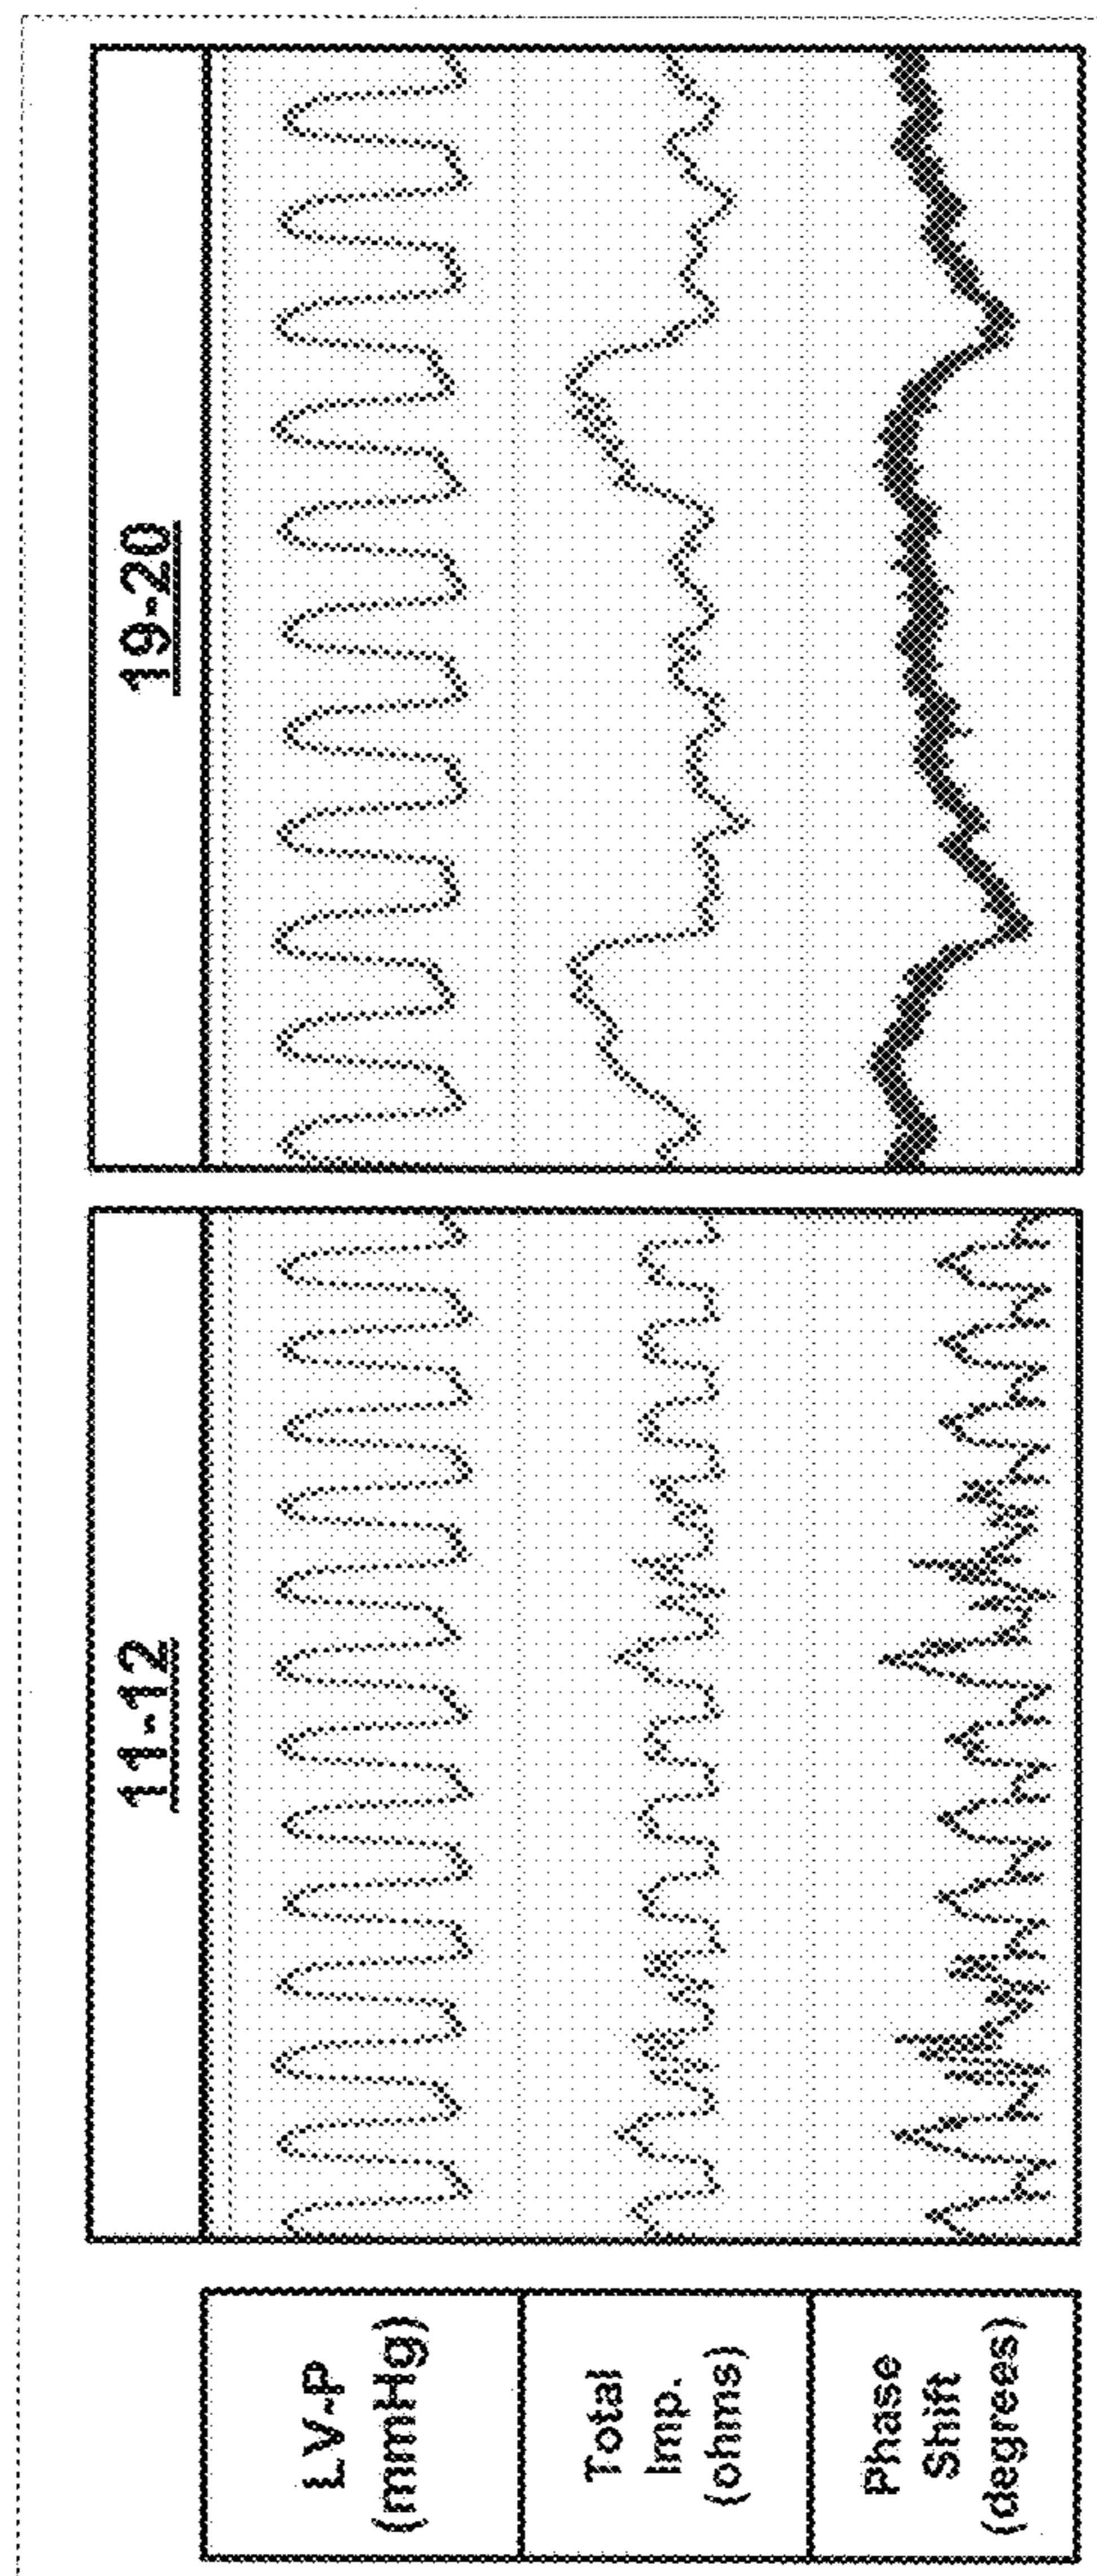 11-12
19-20
LV-P
(mmHg)
Total
Imp.
(ohms)
Phase
Shift
(degrees)